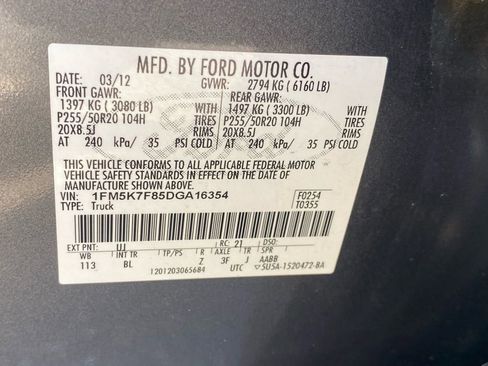 MFD. BY FORD MOTOR CO.
DATE: 03/12 GVWR: 2794 KG ( 6160 LB)
FRONT GAWR: REAR GAWR:
1397 KG ( 3080 LB) WITH 1497 KG ( 3300 LB) WITH
P255/50R20 104H TIRES P255/50R20 104H TIRES
20X8.5J RIMS 20X8.5J RIMS
AT 240 kPa/ 35 PSI COLD AT 240 kPa/ 35 PSI COLD
THIS VEHICLE CONFORMS TO ALL APPLICABLE FEDERAL MOTOR
VEHICLE SAFETY AND THEFT PREVENTION STANDARDS IN EFFECT ON THE DATE OF
MANUFACTURE SHOWN ABOVE.
VIN: 1FM5K7F85DGA16354 F0254
TYPE: Truck T0355
EXT PNT: UJ RC: 21
WB INT TR TP/PS R AXLE TR SPR
113 BL Z 3F J AABB
1201203065684 UTC 5U5A-1520472-BA